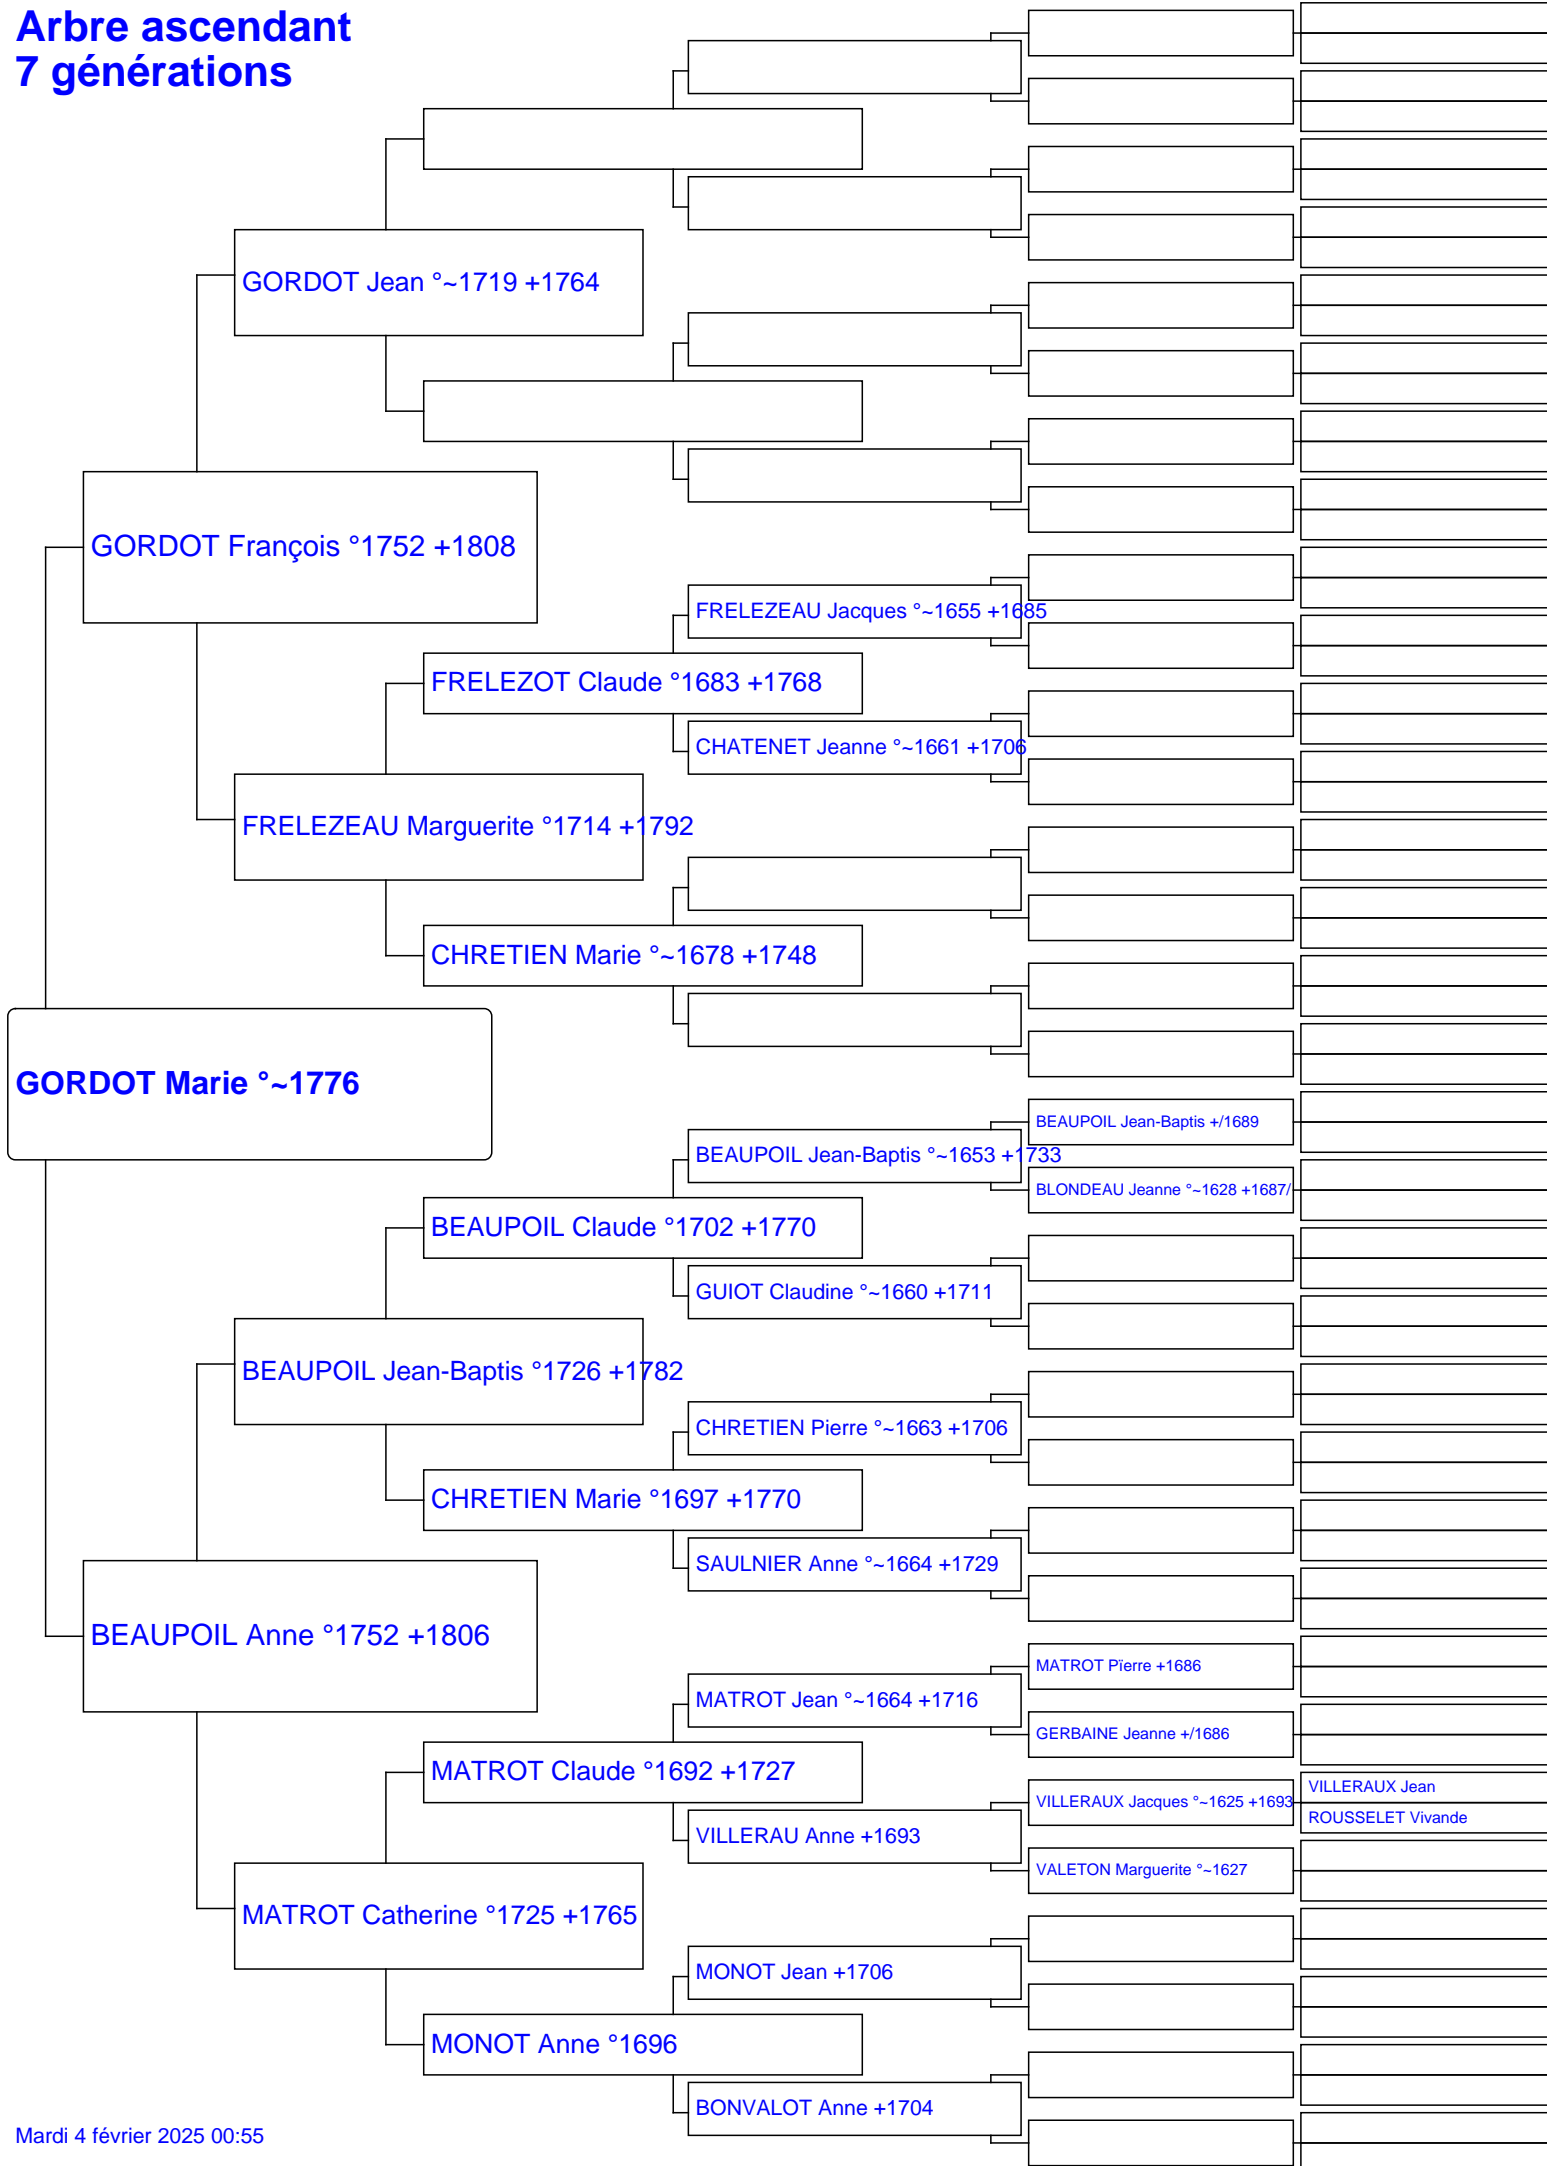 Arbre ascendant
7 générations
GORDOT Jean °~1719 +1764
GORDOT François °1752 +1808
FRELEZEAU Jacques °~1655 +1685
FRELEZOT Claude °1683 +1768
CHATENET Jeanne °~1661 +1706
FRELEZEAU Marguerite °1714 +1792
CHRETIEN Marie °~1678 +1748
GORDOT Marie °~1776
BEAUPOIL Jean-Baptis +/1689
BEAUPOIL Jean-Baptis °~1653 +1733
BLONDEAU Jeanne °~1628 +1687/
BEAUPOIL Claude °1702 +1770
GUIOT Claudine °~1660 +1711
BEAUPOIL Jean-Baptis °1726 +1782
CHRETIEN Pierre °~1663 +1706
CHRETIEN Marie °1697 +1770
SAULNIER Anne °~1664 +1729
BEAUPOIL Anne °1752 +1806
MATROT Pïerre +1686
MATROT Jean °~1664 +1716
GERBAINE Jeanne +/1686
MATROT Claude °1692 +1727
VILLERAUX Jean
VILLERAUX Jacques °~1625 +1693
ROUSSELET Vivande
VILLERAU Anne +1693
VALETON Marguerite °~1627
MATROT Catherine °1725 +1765
MONOT Jean +1706
MONOT Anne °1696
BONVALOT Anne +1704
Mardi 4 février 2025 00:55